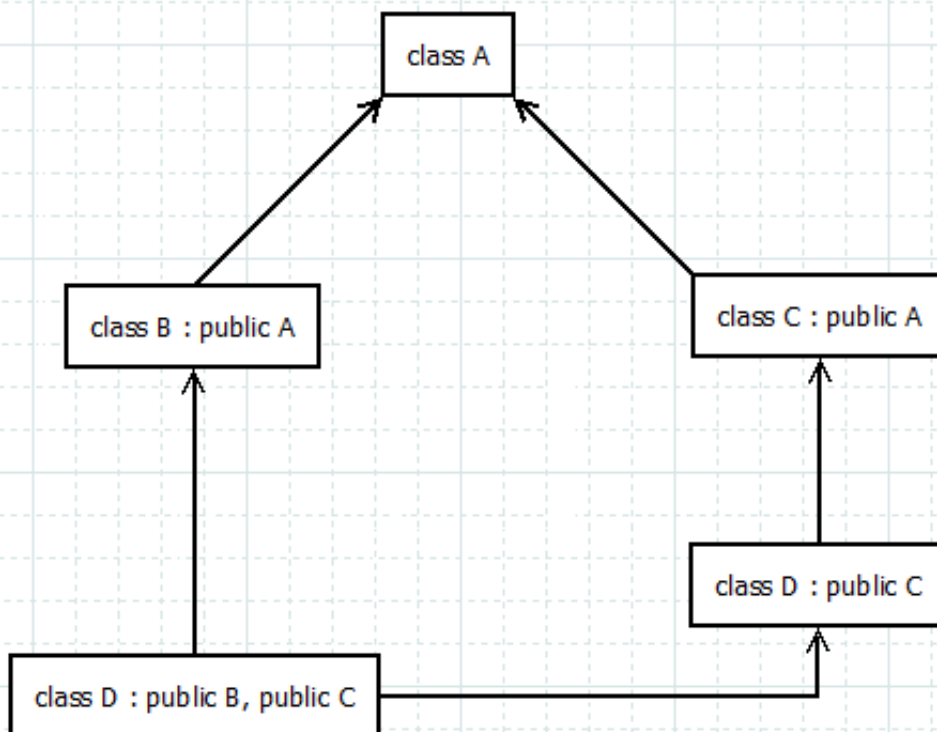 class A
class B : public A
class C : public A
class D : public C
class D : public B, public C